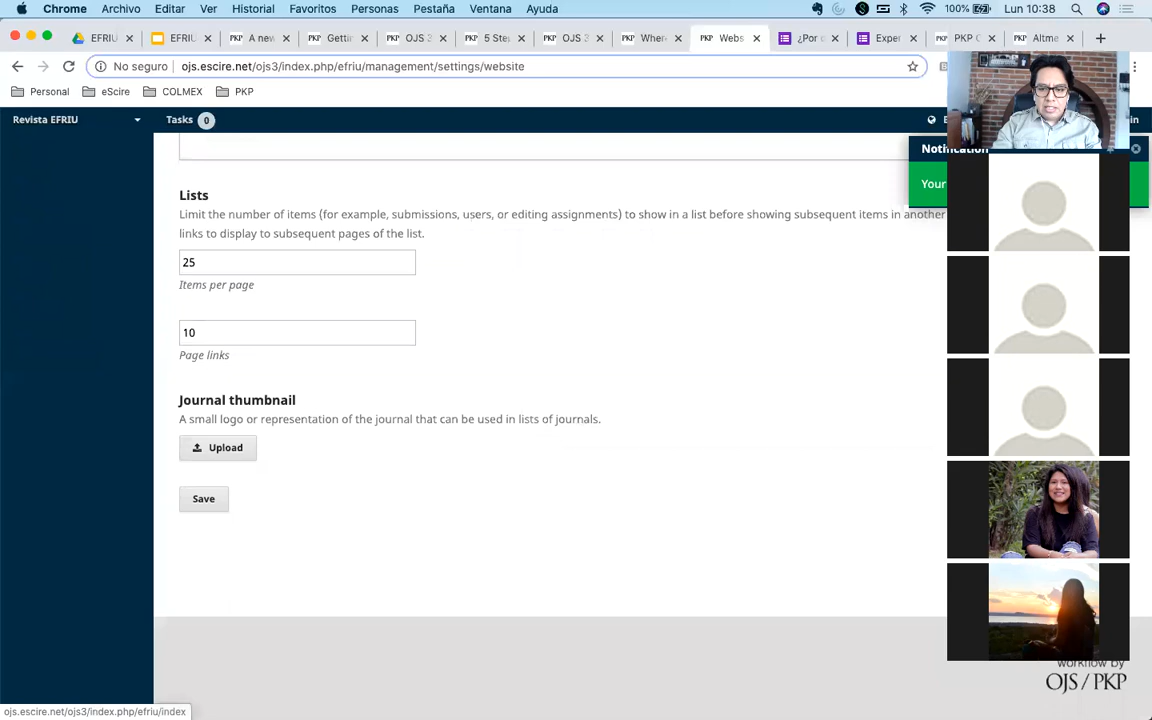 Chrome Archivo Editar Ver Historial Favoritos Personas Pestaña Ventana Ayuda 100% Lun 10:38
EFRIU EFRIU PKP A new PKP Gettin PKP OJS 3 PKP 5 Step PKP OJS 3 PKP Where PKP Webs ¿Por Exper PKP PKP C PKP Altme
No seguro ojs.escire.net/ojs3/index.php/efriu/management/settings/website
Personal eScire COLMEX PKP
Revista EFRIU Tasks 0
Notification
Your
Lists
Limit the number of items (for example, submissions, users, or editing assignments) to show in a list before showing subsequent items in another
links to display to subsequent pages of the list.
25
Items per page
10
Page links
Journal thumbnail
A small logo or representation of the journal that can be used in lists of journals.
Upload
Save
workflow by
OJS / PKP
ojs.escire.net/ojs3/index.php/efriu/index